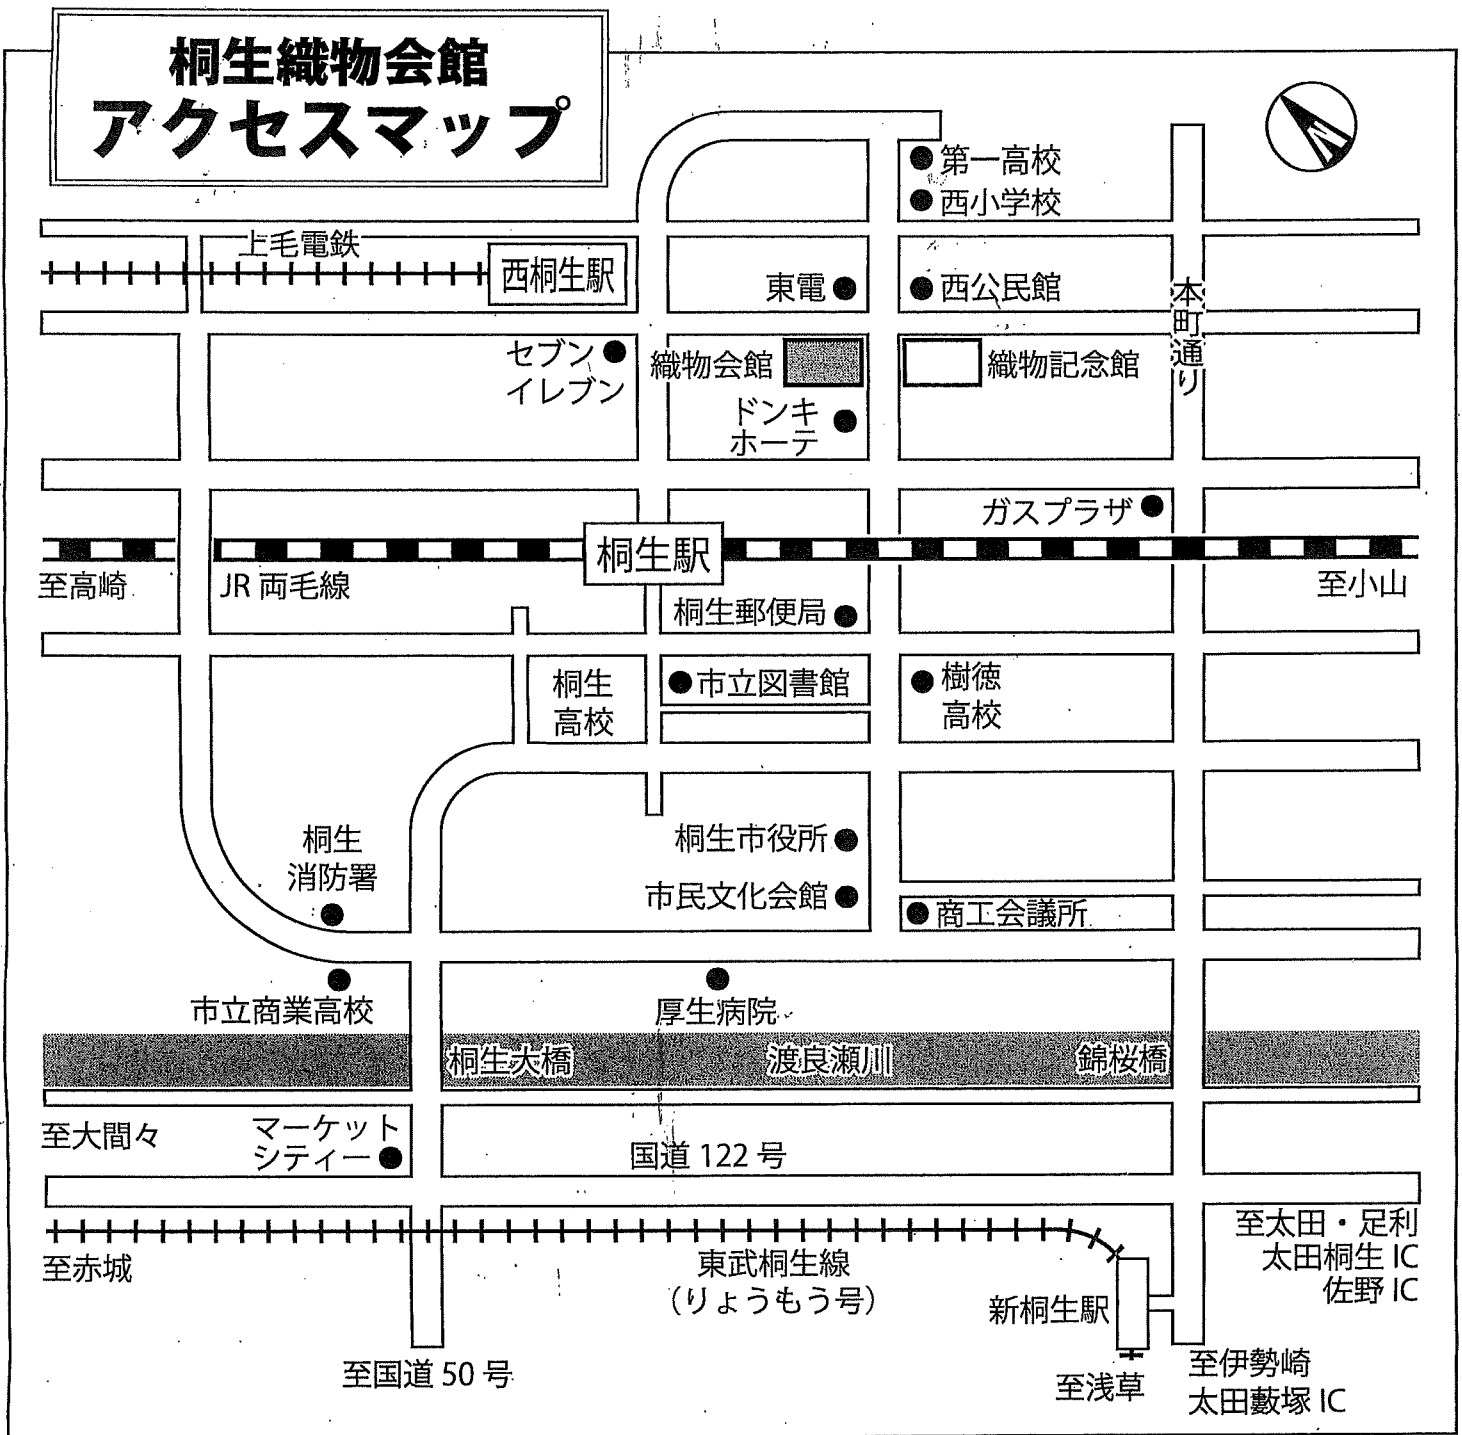 桐生織物会館
アクセスマップ
N
第一高校
西小学校
上毛電鉄
西桐生駅
東電
西公民館
本町通り
セブン
イレブン
織物会館
織物記念館
ドンキ
ホーテ
ガスプラザ
桐生駅
至高崎
JR 両毛線
至小山
桐生郵便局
桐生
高校
市立図書館
樹徳
高校
桐生
消防署
桐生市役所
市民文化会館
商工会議所
市立商業高校
厚生病院
桐生大橋
渡良瀬川
錦桜橋
至大間々
マーケット
シティー
国道 122 号
至赤城
東武桐生線
(りょうもう号)
至太田・足利
太田桐生 IC
佐野 IC
新桐生駅
至国道 50 号
至浅草
至伊勢崎
太田藪塚 IC